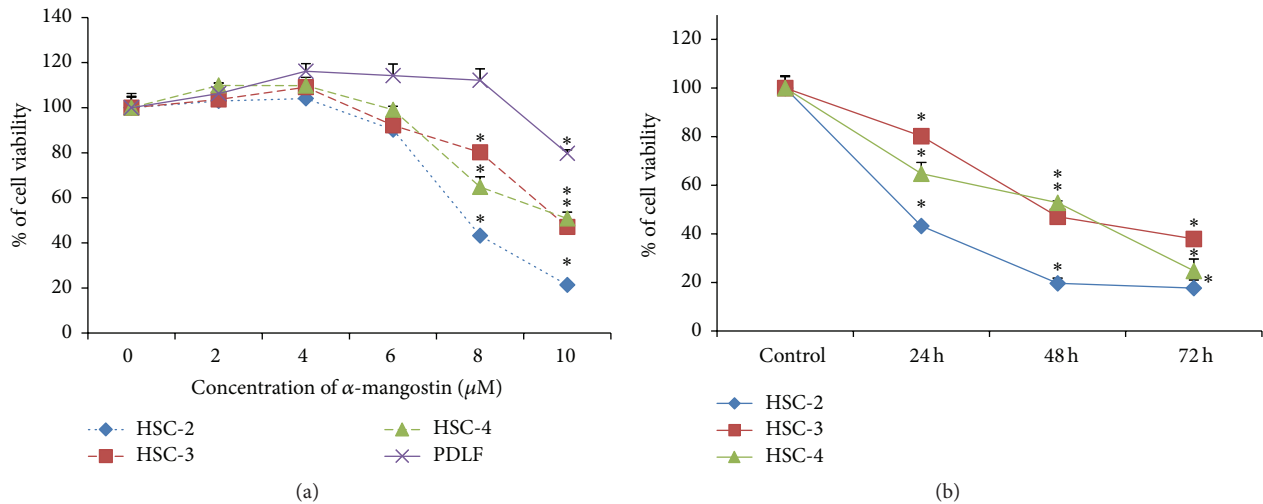 140
120
100
80
60
40
20
0
% of cell viability
* * * * * * *
0 2 4 6 8 10
Concentration of α-mangostin (μM)
HSC-2
HSC-3
HSC-4
PDLF
(a)
120
100
80
60
40
20
0
% of cell viability
* * * * * * * * *
Control 24 h 48 h 72 h
HSC-2
HSC-3
HSC-4
(b)